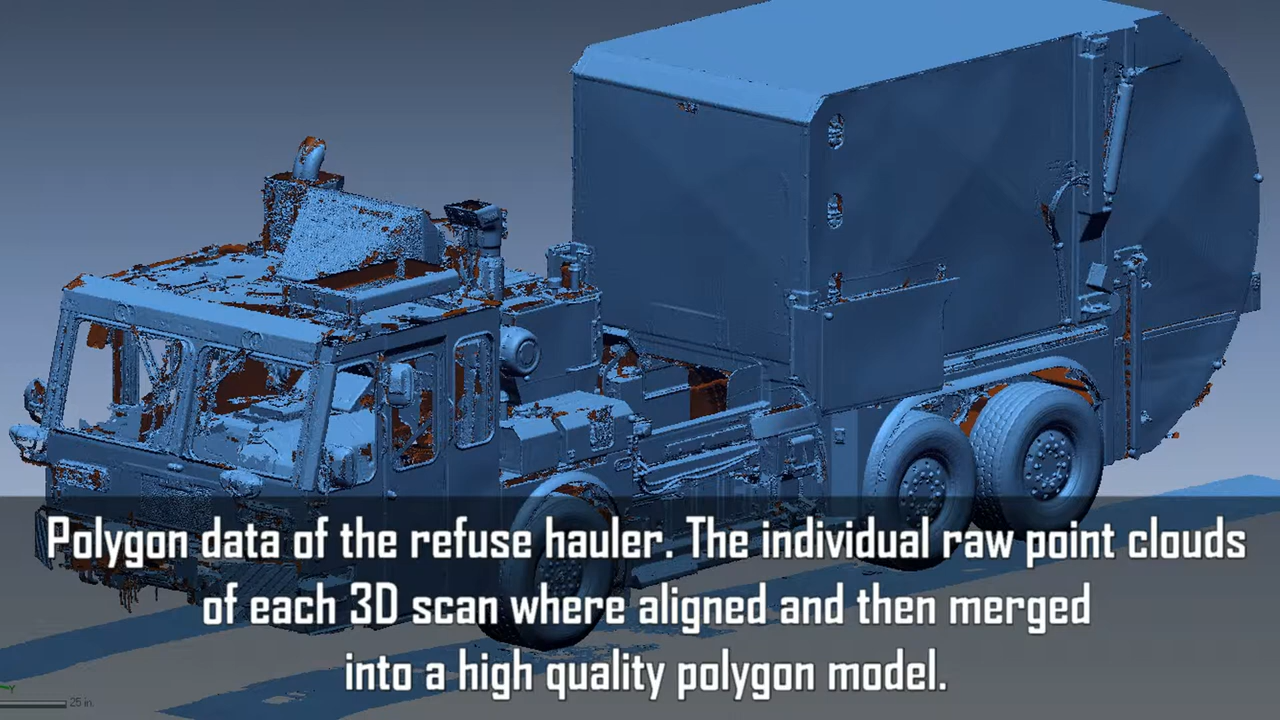 Polygon data of the refuse hauler. The individual raw point clouds
of each 3D scan where aligned and then merged
into a high quality polygon model.
Y
25 in.